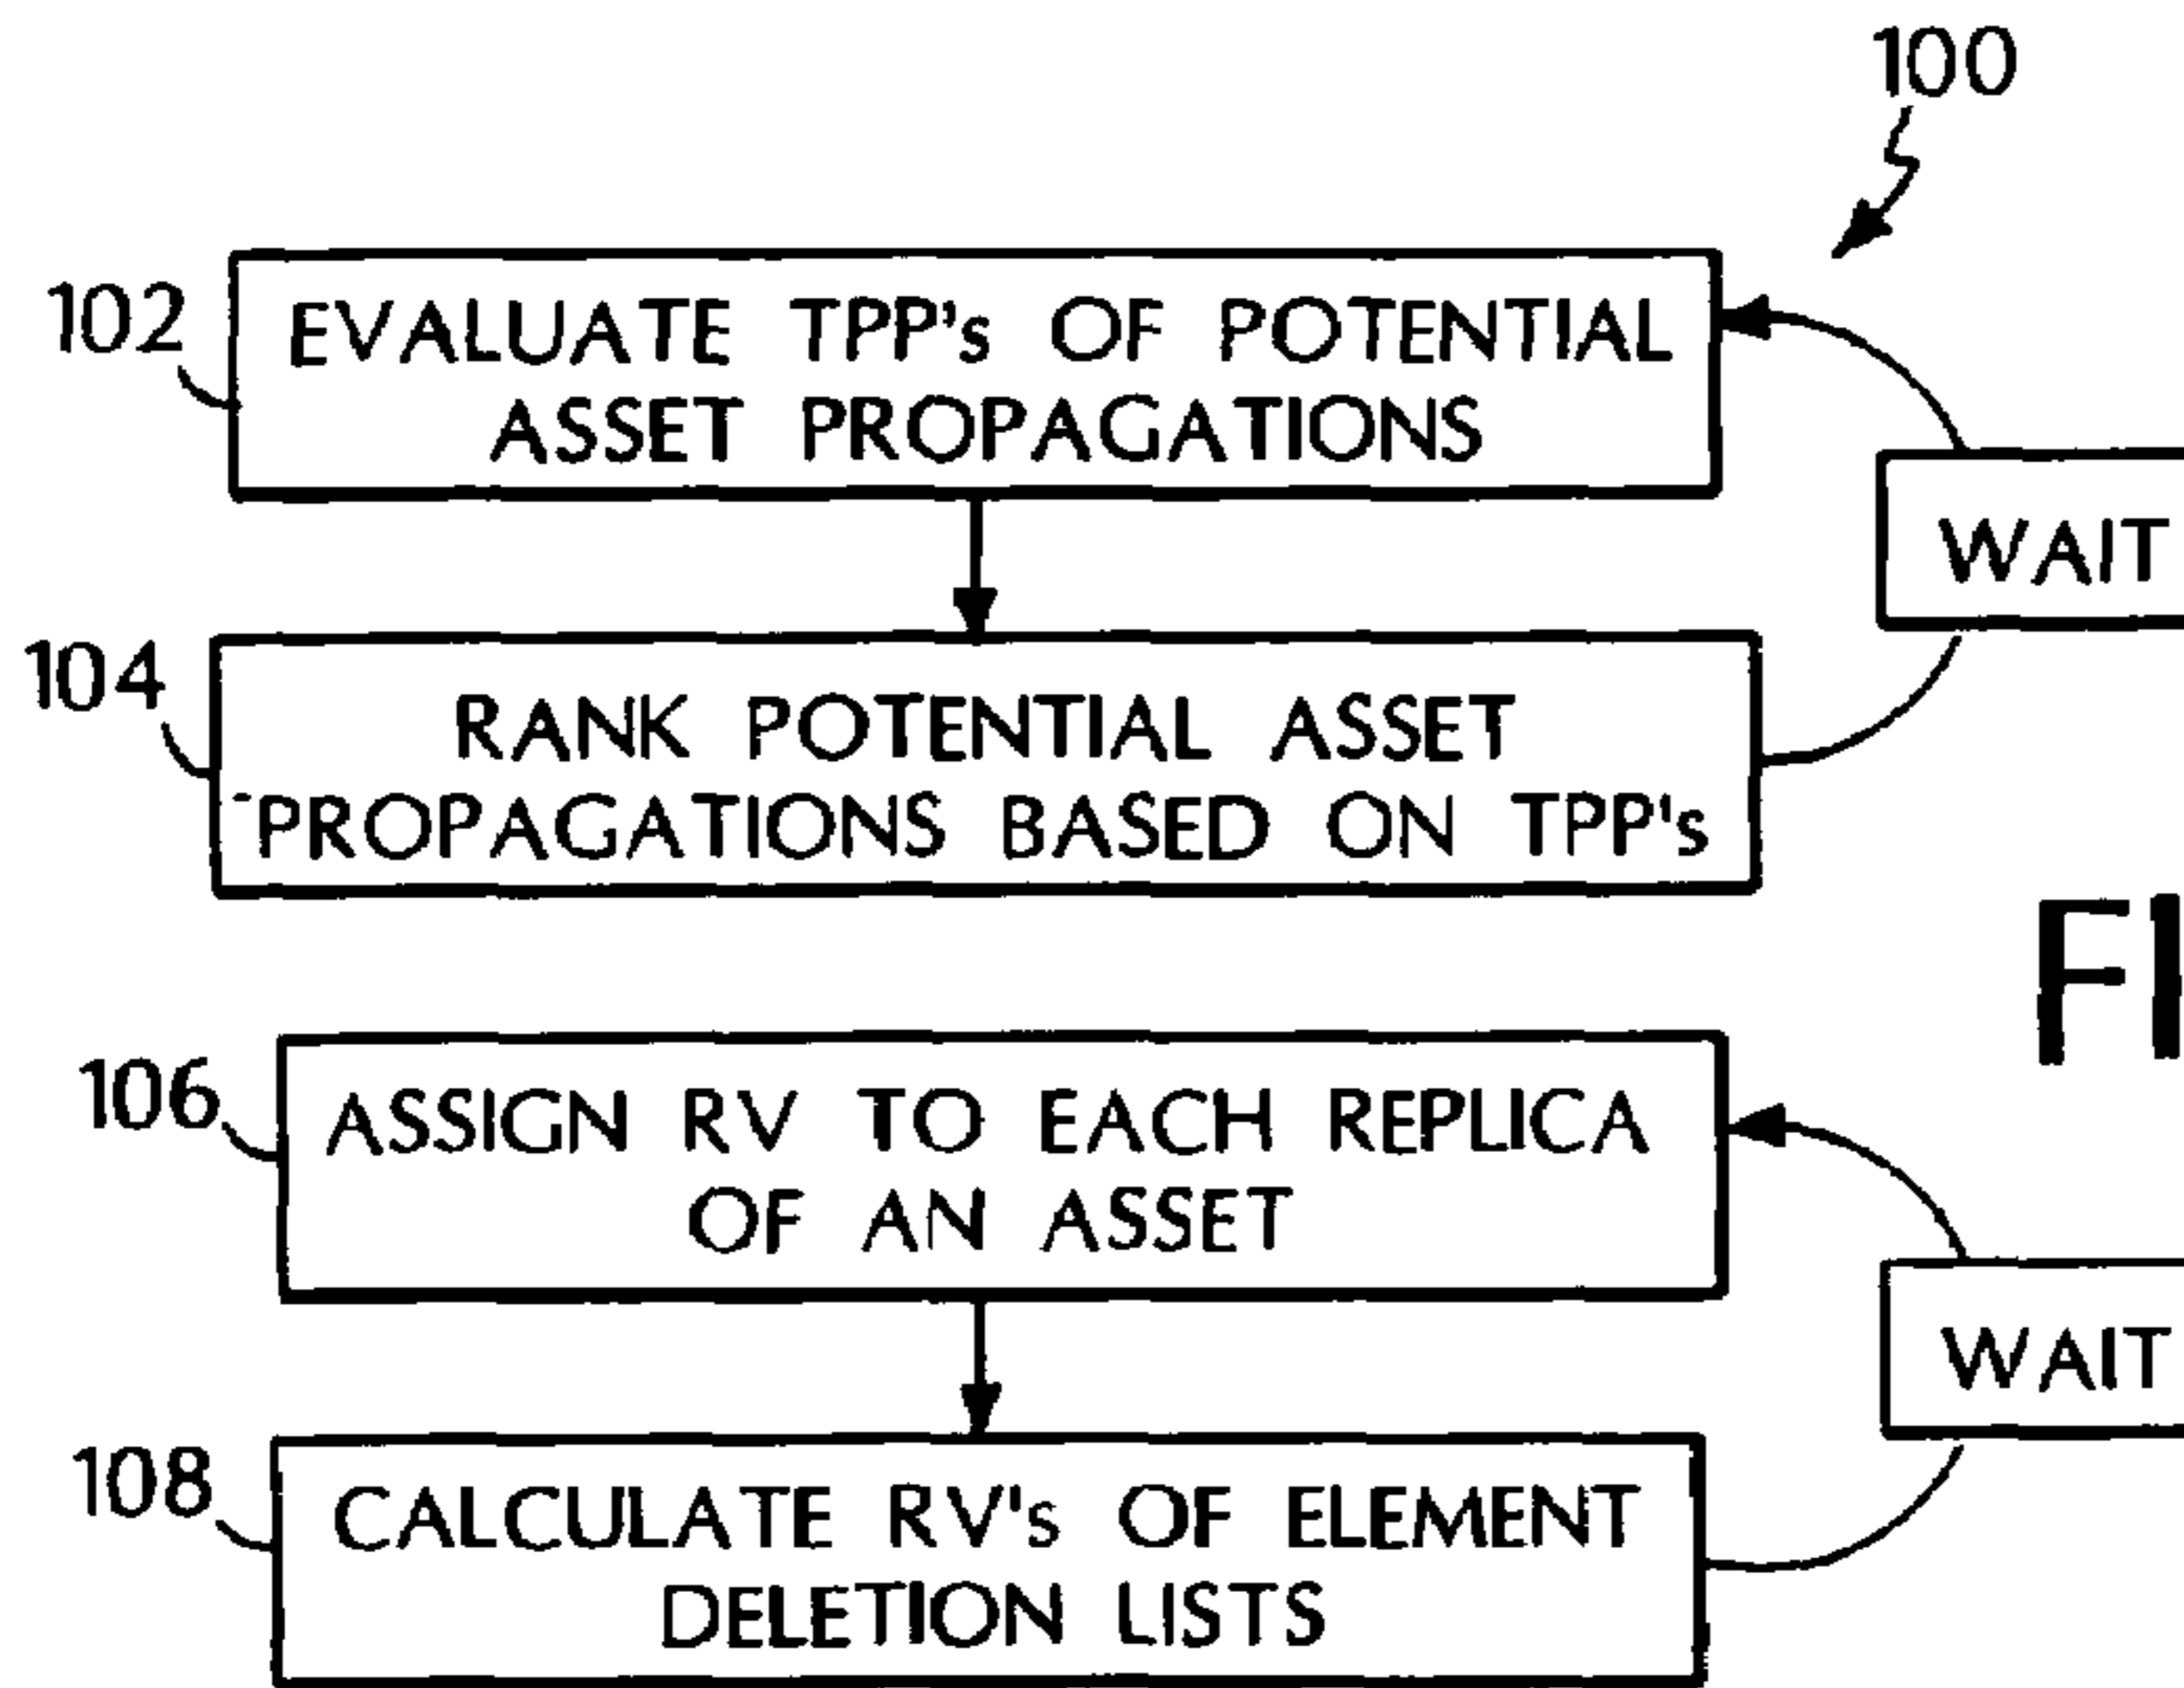 100
102
EVALUATE TPP's OF POTENTIAL
ASSET PROPAGATIONS
WAIT
104
RANK POTENTIAL ASSET
PROPAGATIONS BASED ON TPP's
FI
106
ASSIGN RV TO EACH REPLICA
OF AN ASSET
WAIT
108
CALCULATE RV's OF ELEMENT
DELETION LISTS